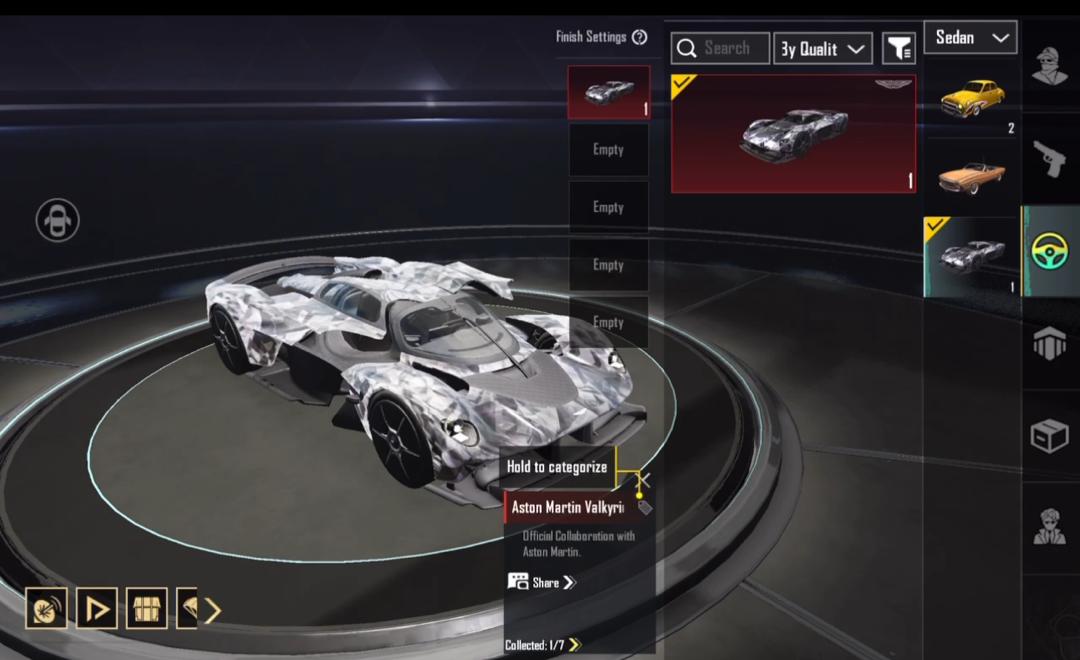 Finish Settings ?
Search
3y Qualit
Sedan
1
Empty
Empty
Empty
Empty
1
2
1
Hold to categorize
Aston Martin Valkyri
Official Collaboration with
Aston Martin.
Share
Collected: 1/7